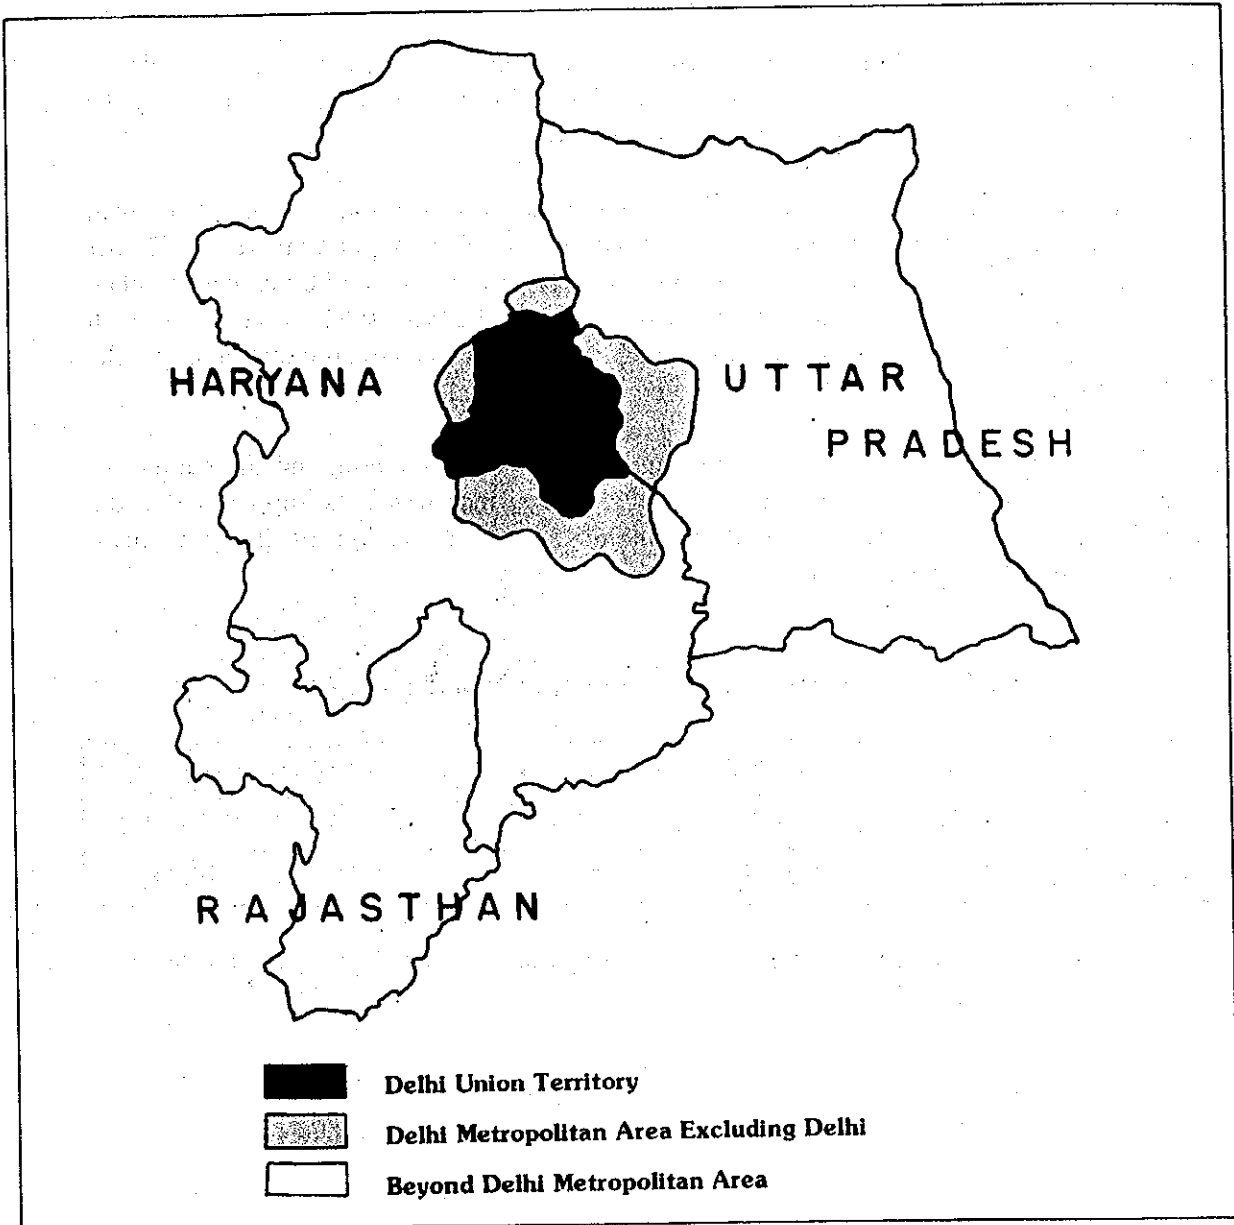 HARYANA
UTTAR
PRADESH
RAJASTHAN
Delhi Union Territory
Delhi Metropolitan Area Excluding Delhi
Beyond Delhi Metropolitan Area